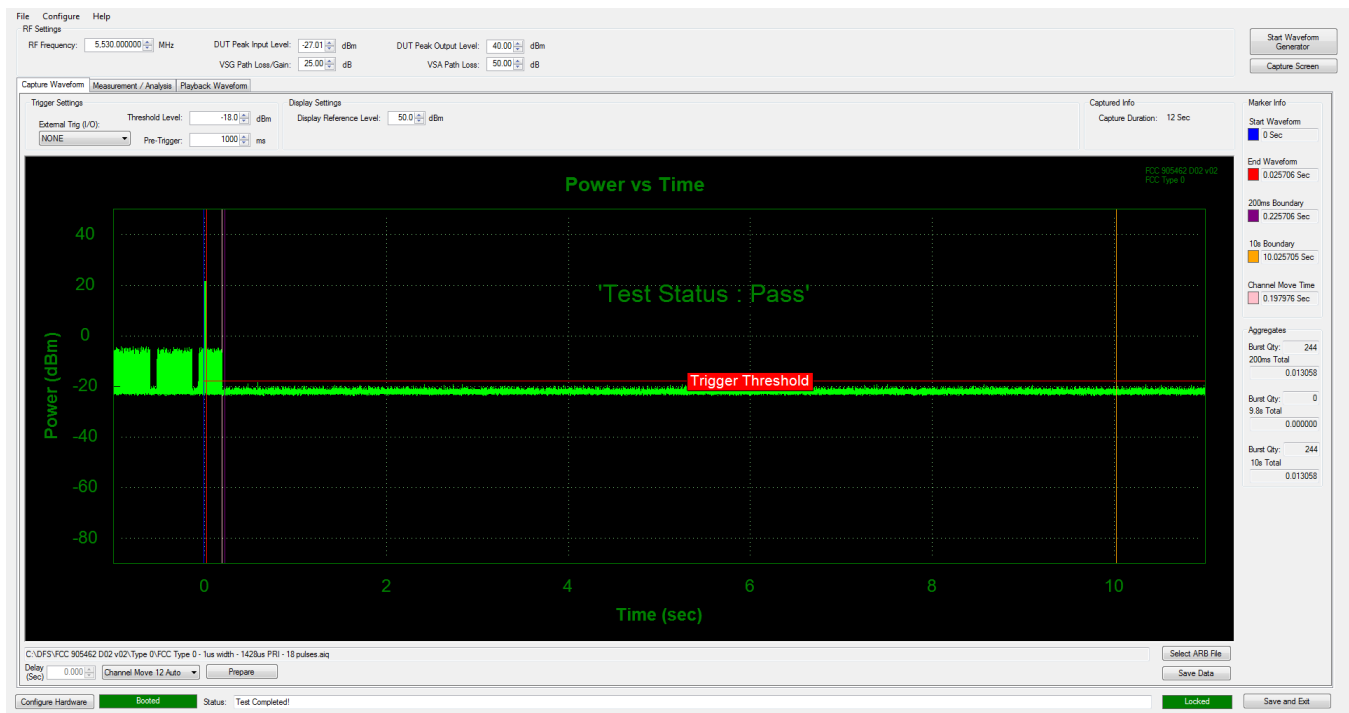 File Configure Help
RF Settings
RF Frequency: 5,530.000000 MHz DUT Peak Input Level: -27.01 dBm DUT Peak Output Level: 40.00 dBm
VSG Path Loss/Gain: 25.00 dB VSA Path Loss: 50.00 dB
Start Waveform
Generator
Capture Screen
Capture Waveform Measurement / Analysis Playback Waveform
Trigger Settings
External Trig (I/O):
NONE
Threshold Level: -18.0 dBm
Pre-Trigger: 1000 ms
Display Settings
Display Reference Level: 50.0 dBm
Captured Info
Capture Duration: 12 Sec
Marker Info
Start Waveform
0 Sec
End Waveform
0.025706 Sec
200ms Boundary
0.225706 Sec
10s Boundary
10.025705 Sec
Channel Move Time
0.197976 Sec
Aggregates
Burst Qty: 244
200ms Total
0.013058
Burst Qty: 0
9.8s Total
0.000000
Burst Qty: 244
10s Total
0.013058
Power vs Time
FCC 905462 D02 v02
FCC Type 0
'Test Status : Pass'
Trigger Threshold
Power (dBm)
40
20
0
-20
-40
-60
-80
0 2 4 6 8 10
Time (sec)
C:\DFS\FCC 905462 D02 v02\Type 0\FCC Type 0 - 1us width - 1428us PRI - 18 pulses.aiq
Select ARB File
Delay
(Sec) 0.000 Channel Move 12 Auto Prepare
Save Data
Configure Hardware Booted Status: Test Completed! Locked Save and Exit